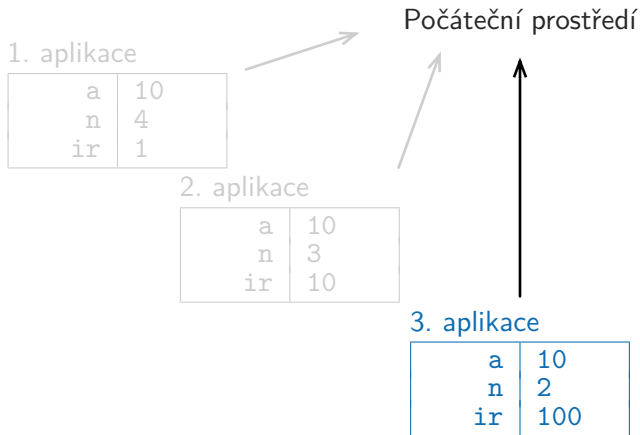 Počáteční prostředí
1. aplikace
a 10
n 4
ir 1
2. aplikace
a 10
n 3
ir 10
3. aplikace
a 10
n 2
ir 100